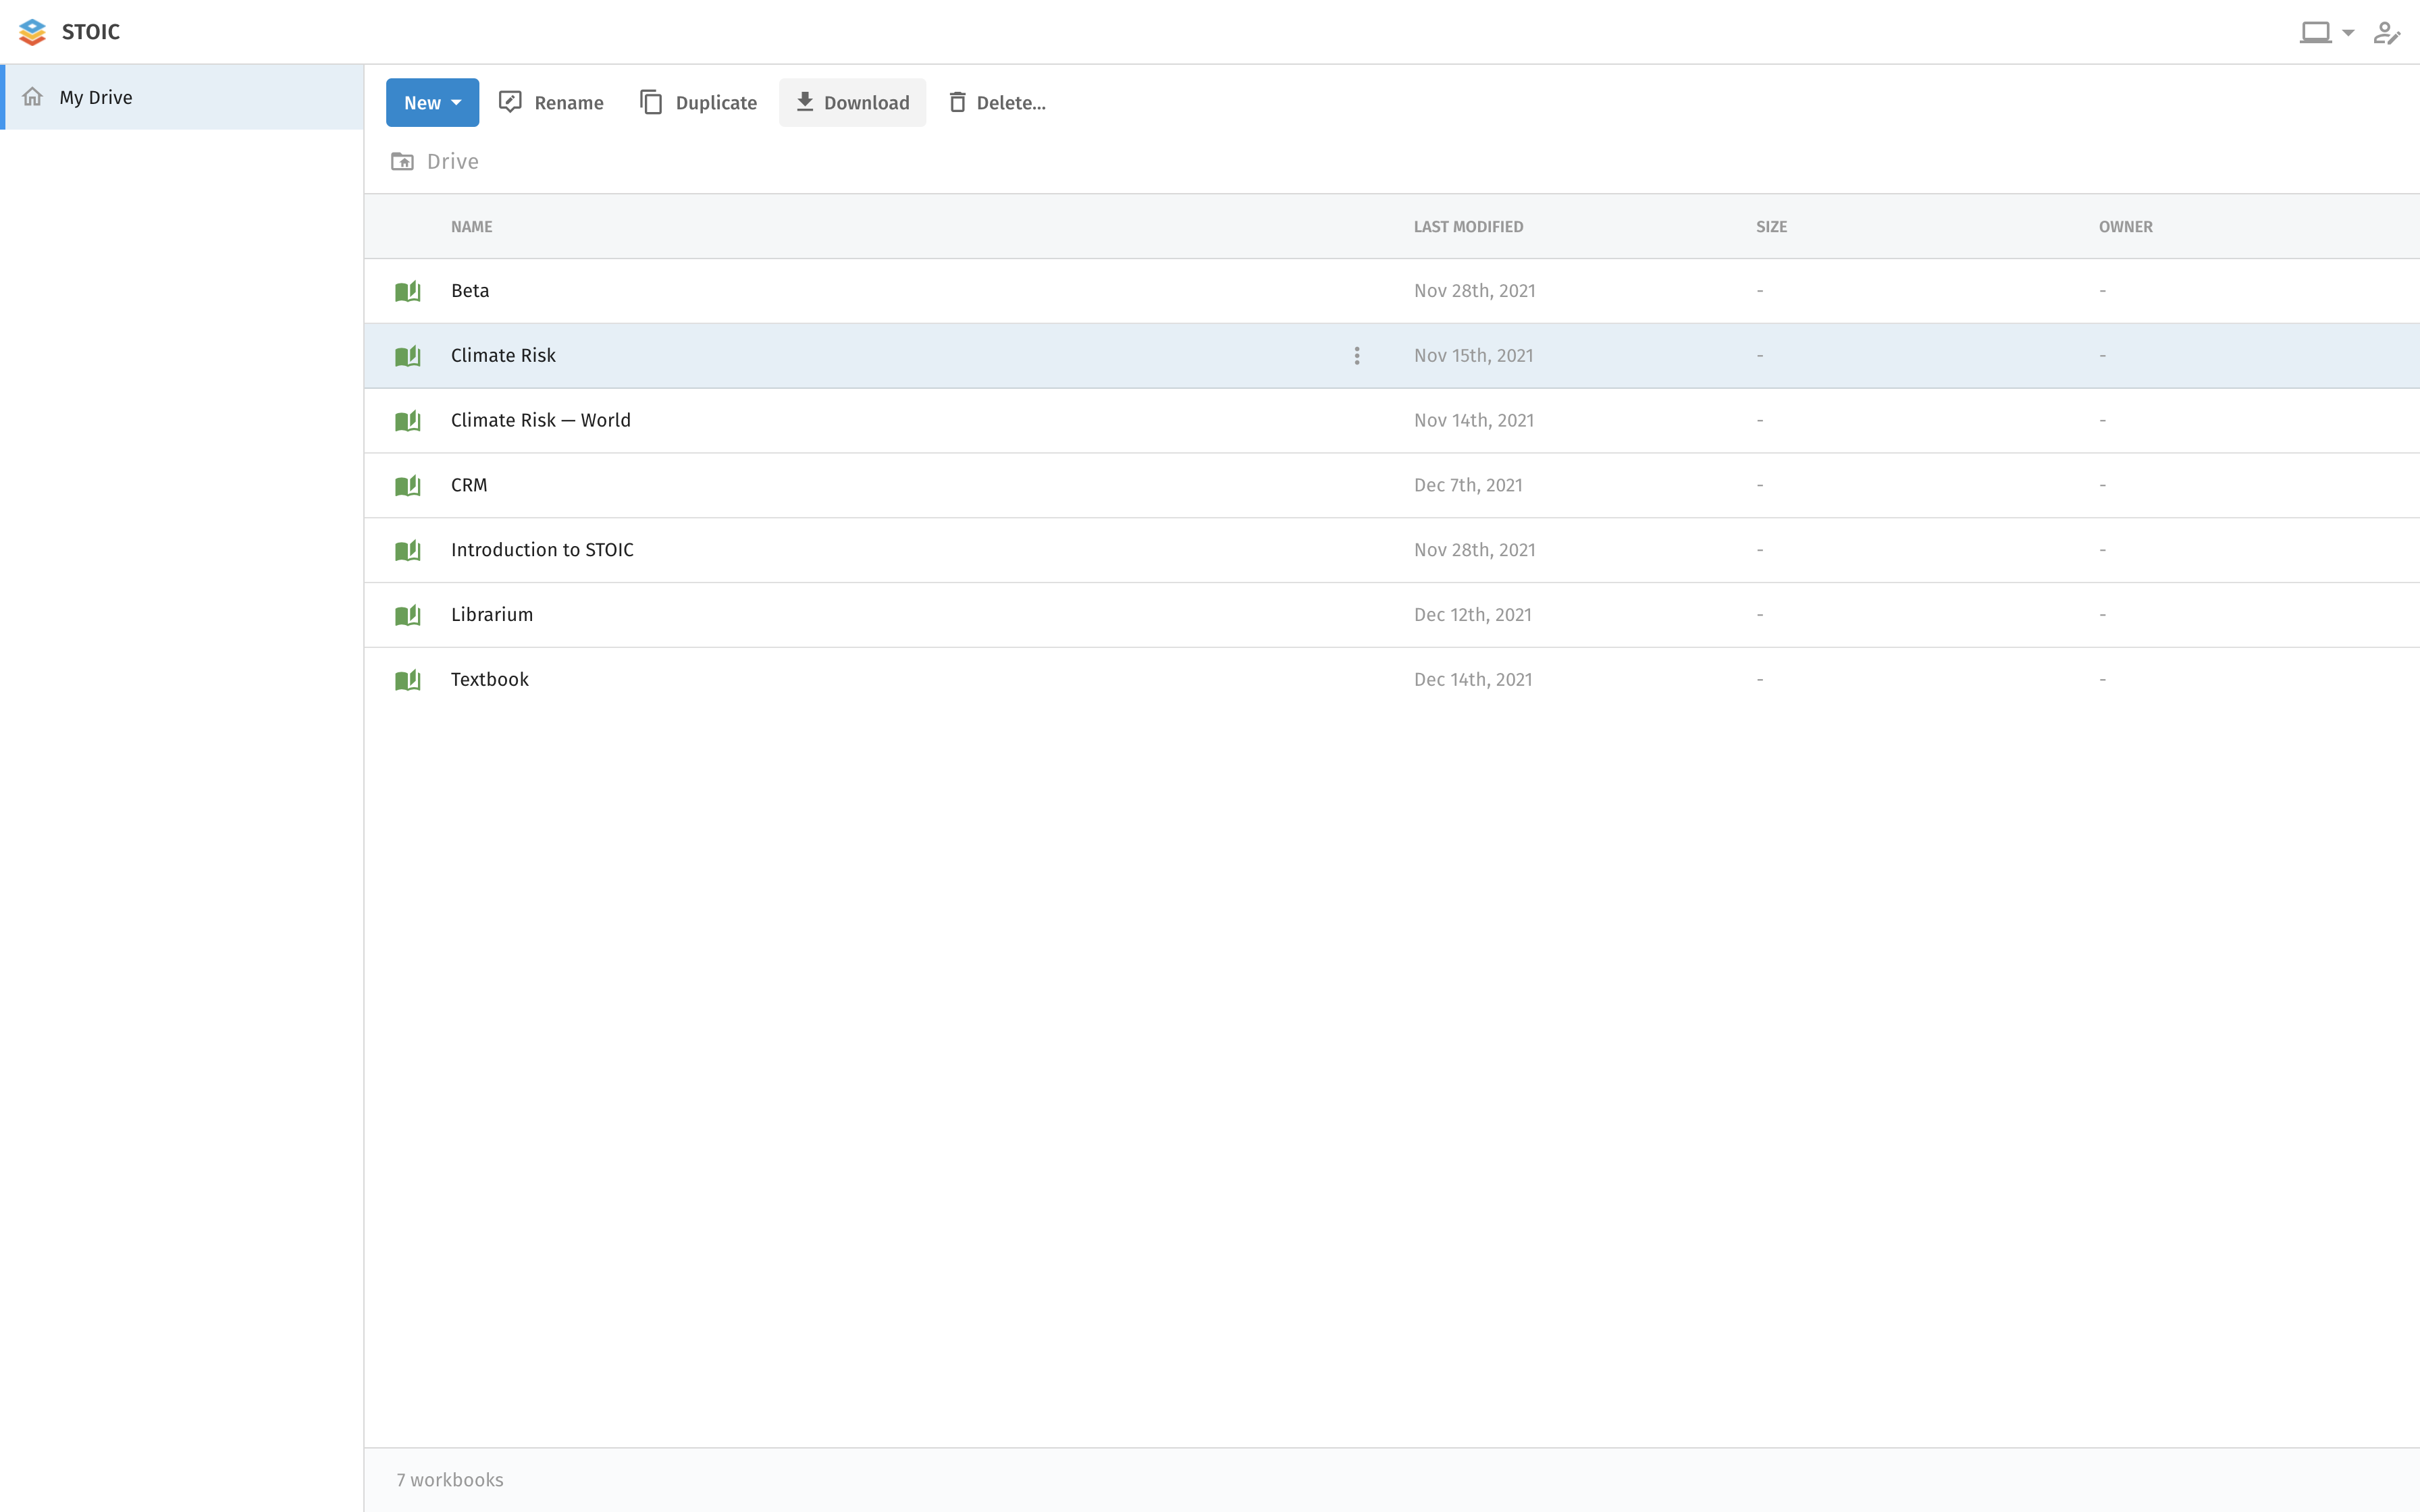 STOIC
My Drive
New Rename Duplicate Download Delete...
Drive
NAME LAST MODIFIED SIZE OWNER
Beta Nov 28th, 2021 - -
Climate Risk Nov 15th, 2021 - -
Climate Risk — World Nov 14th, 2021 - -
CRM Dec 7th, 2021 - -
Introduction to STOIC Nov 28th, 2021 - -
Librarium Dec 12th, 2021 - -
Textbook Dec 14th, 2021 - -
7 workbooks